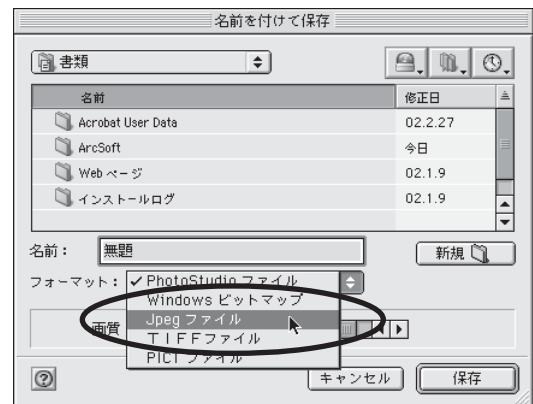 名前を付けて保存
書類
名前 修正日
Acrobat User Data 02.2.27
ArcSoft 今日
Web ページ 02.1.9
インストールログ 02.1.9
名前： 無題
新規
フォーマット： ✓ PhotoStudio ファイル
Windows ビットマップ
Jpeg ファイル
画質
TIFFファイル
PICT ファイル
? キャンセル 保存